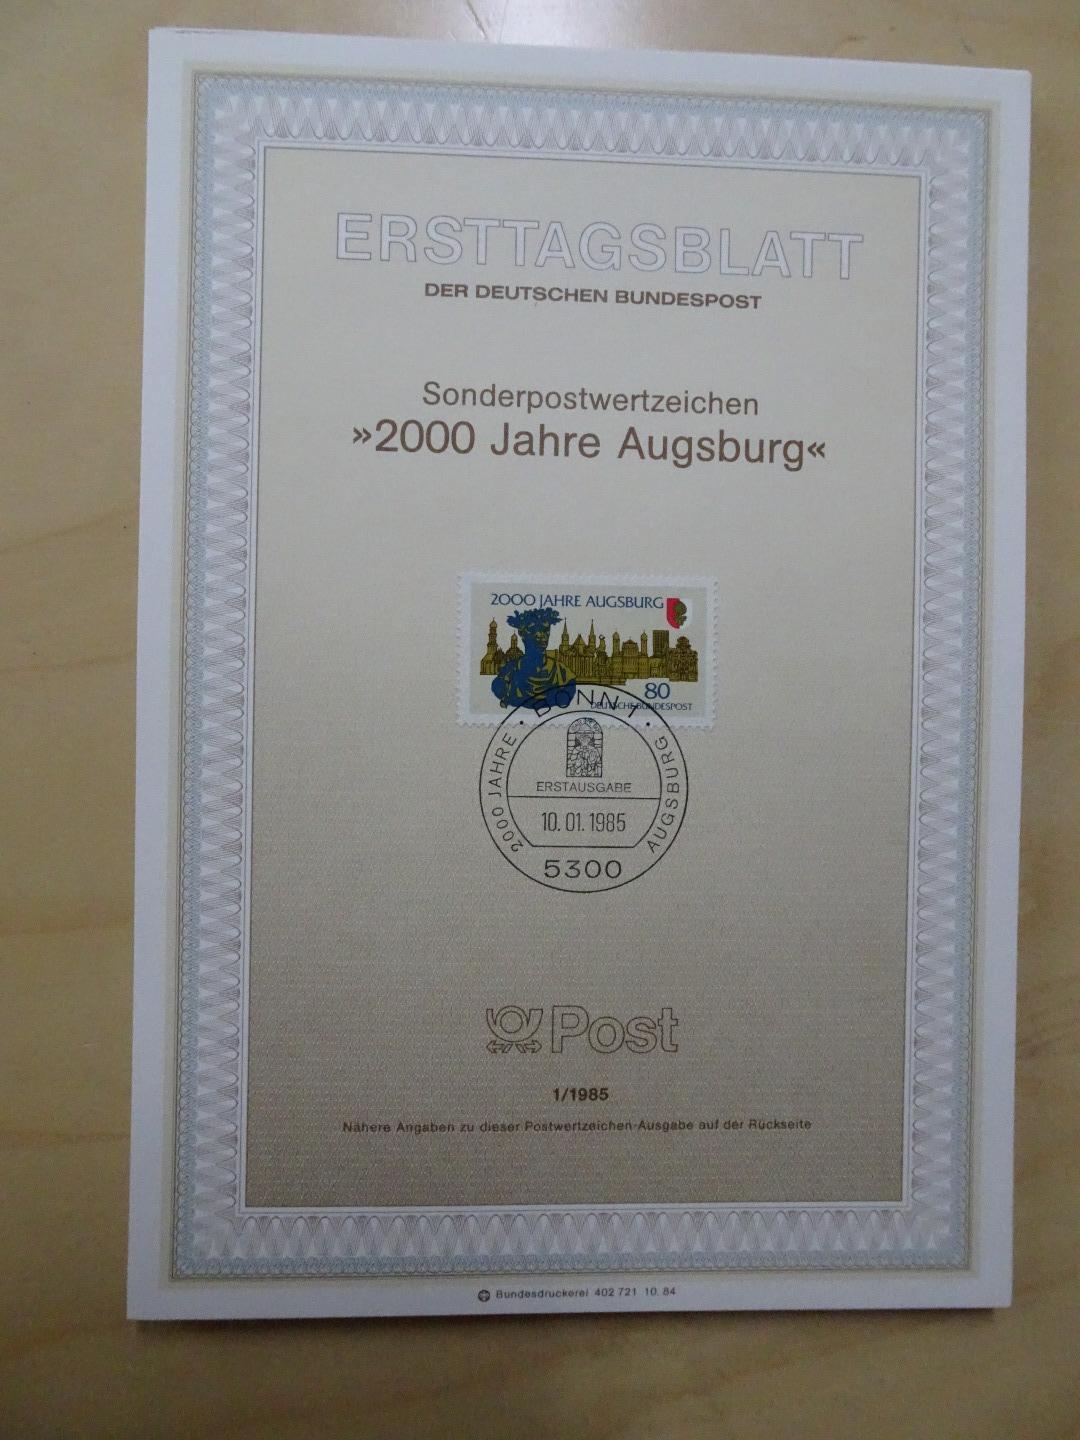 ERSTTAGSBLATT
DER DEUTSCHEN BUNDESPOST
Sonderpostwertzeichen
»2000 Jahre Augsburg«
2000 JAHRE AUGSBURG
80
DEUTSCHE BUNDESPOST
• BONN 1 •
2000 JAHRE
AUGSBURG
ERSTAUSGABE
10.01.1985
5300
Post
1/1985
Nähere Angaben zu dieser Postwertzeichen-Ausgabe auf der Rückseite
Bundesdruckerei 402 721 10.84